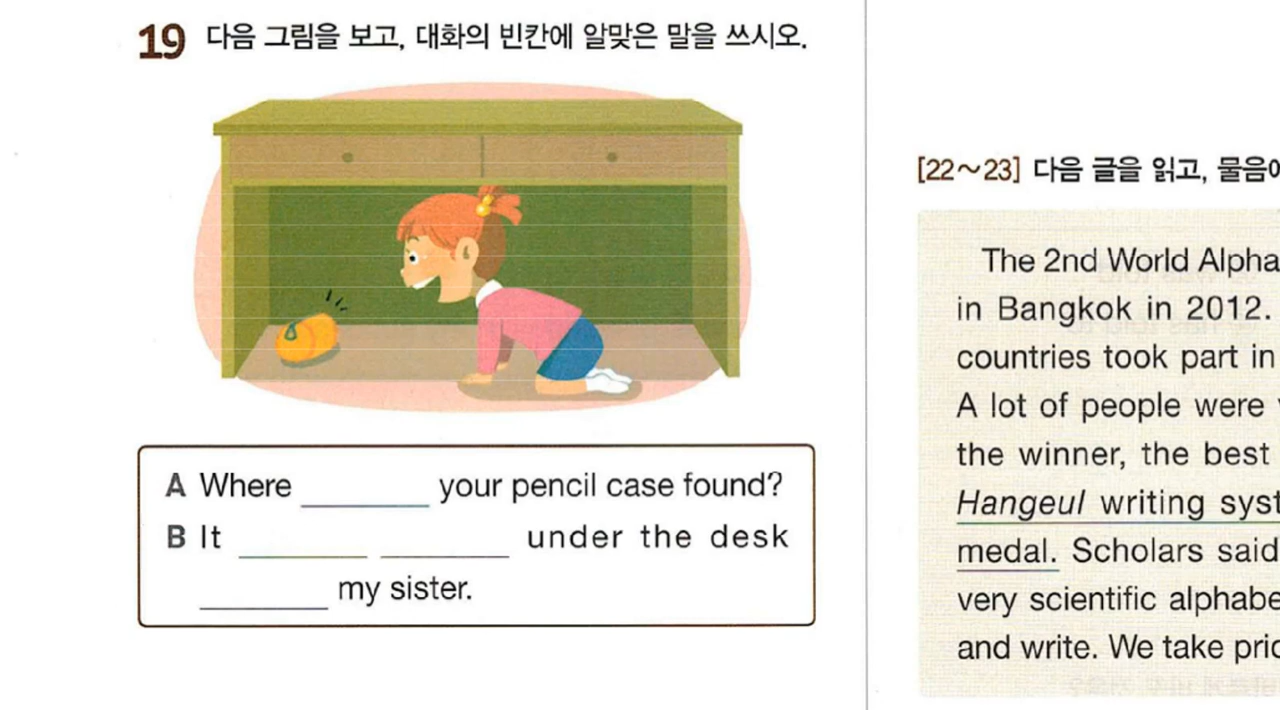 19 다음 그림을 보고, 대화의 빈칸에 알맞은 말을 쓰시오.
A Where ________ your pencil case found?
B It ________ ________ under the desk
________ my sister.
[22~23] 다음 글을 읽고, 물음에
The 2nd World Alpha
in Bangkok in 2012.
countries took part in
A lot of people were
the winner, the best
Hangeul writing syst
medal. Scholars said
very scientific alphabe
and write. We take pric